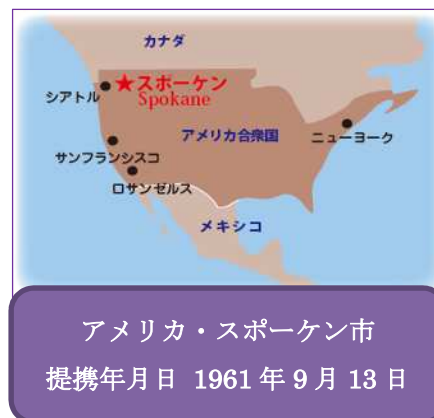 カナダ
★スポーケン
Spokane
シアトル
アメリカ合衆国
ニューヨーク
サンフランシスコ
ロサンゼルス
メキシコ
アメリカ・スポーケン市
提携年月日 1961年9月13日